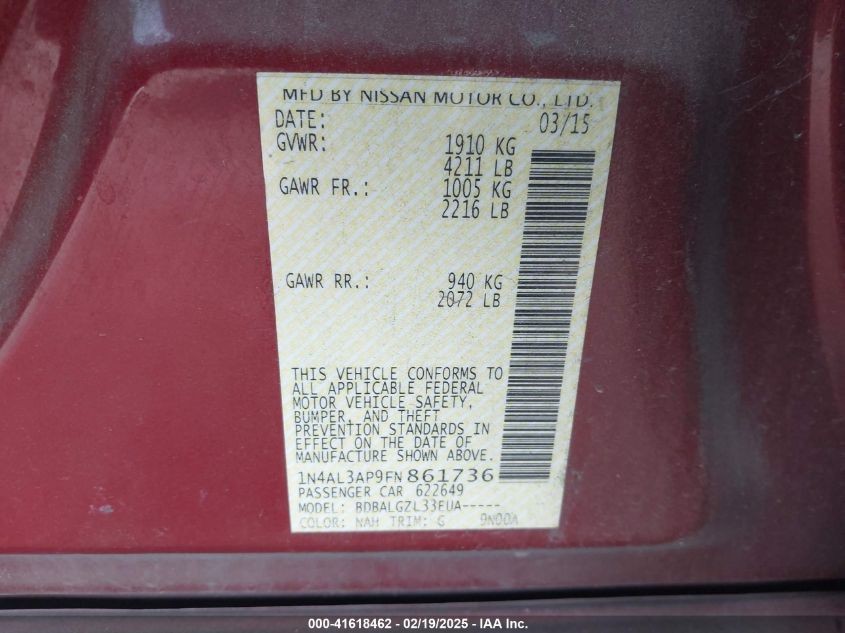 MFD BY NISSAN MOTOR CO., LTD.
DATE: 03/15
GVWR: 1910 KG
4211 LB
GAWR FR.: 1005 KG
2216 LB
GAWR RR.: 940 KG
2072 LB
THIS VEHICLE CONFORMS TO
ALL APPLICABLE FEDERAL
MOTOR VEHICLE SAFETY,
BUMPER, AND THEFT
PREVENTION STANDARDS IN
EFFECT ON THE DATE OF
MANUFACTURE SHOWN ABOVE.
1N4AL3AP9FN861736
PASSENGER CAR 622649
MODEL: BDBALGZL33EUA-----
COLOR: NAH TRIM: G 9N00A
000-41618462 - 02/19/2025 - IAA Inc.